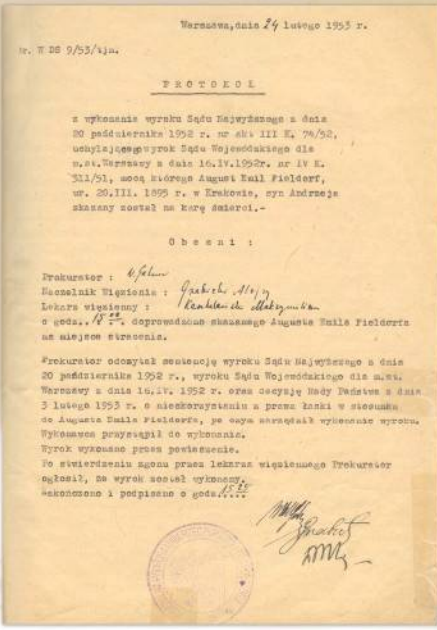 Warszawa, dnia 24 lutego 1953 r.
Nr. W DS 9/53/tjn.
PROTOKÓŁ
z wykonania wyroku Sądu Najwyższego z dnia
20 października 1952 r. nr akt III K. 74/52,
uchylającego wyrok Sądu Wojewódzkiego dla
m.st.Warszawy z dnia 16.IV.1952r. nr IV K.
311/51, mocą którego August Emil Fieldorf,
ur. 20.III. 1895 r. w Krakowie, syn Andrzeja
skazany został na karę śmierci.-
Obecni :
Prokurator :
Naczelnik Więzienia : Grabicki Alojzy
Lekarz więzienny : Maksymilian
o godz. doprowadzono skazanego Augusta Emila Fieldorfa
na miejsce stracenia.
Prokurator odczytał sentencję wyroku Sądu Najwyższego z dnia
20 października 1952 r., wyroku Sądu Wojewódzkiego dla m.st.
Warszawy z dnia 16.IV. 1952 r. oraz decyzję Rady Państwa z dnia
3 lutego 1953 r. o nieskorzystaniu z prawa łaski w stosunku
do Augusta Emila Fieldorfa, po czym zarządził wykonanie wyroku.
Wykonawca przystąpił do wykonania.
Wyrok wykonano przez powieszenie.
Po stwierdzeniu zgonu przez lekarza więziennego Prokurator
ogłosił, że wyrok został wykonany.
Zakończono i podpisano o godz. 15 25